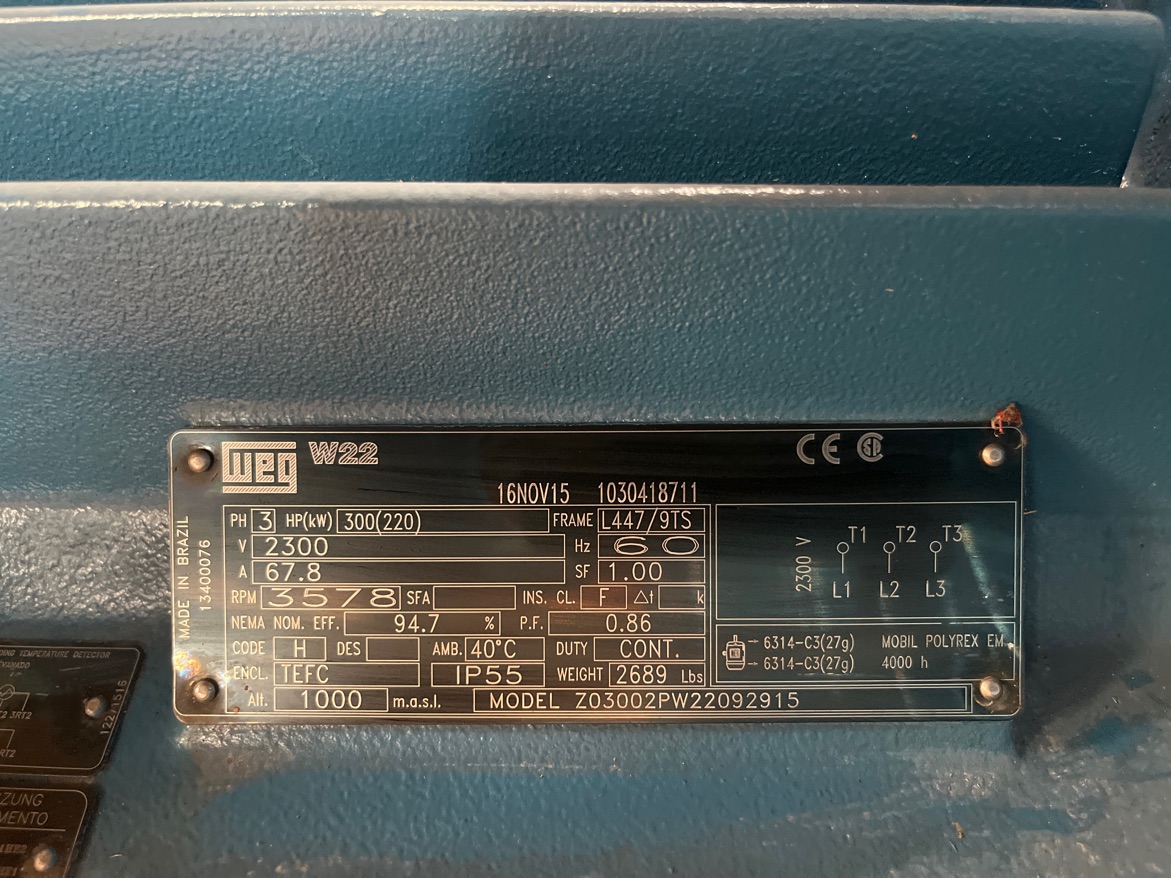 WEG W22
16NOV15 1030418711
PH 3 HP(kW) 300(220) FRAME L447/9TS
V 2300 Hz 60
A 67.8 SF 1.00
RPM 3578 SFA INS. CL. F Δt k
NEMA NOM. EFF. 94.7 % P.F. 0.86
CODE H DES AMB. 40°C DUTY CONT.
ENCL. TEFC IP55 WEIGHT 2689 Lbs
Alt. 1000 m.a.s.l. MODEL Z03002PW22092915
MADE IN BRAZIL
13400076
CE CSA
2300 V
T1 T2 T3
L1 L2 L3
6314-C3(27g) MOBIL POLYREX EM
6314-C3(27g) 4000 h
TEMPERATURE DETECTOR
3RT2
RT2
ZUNG
MENTO